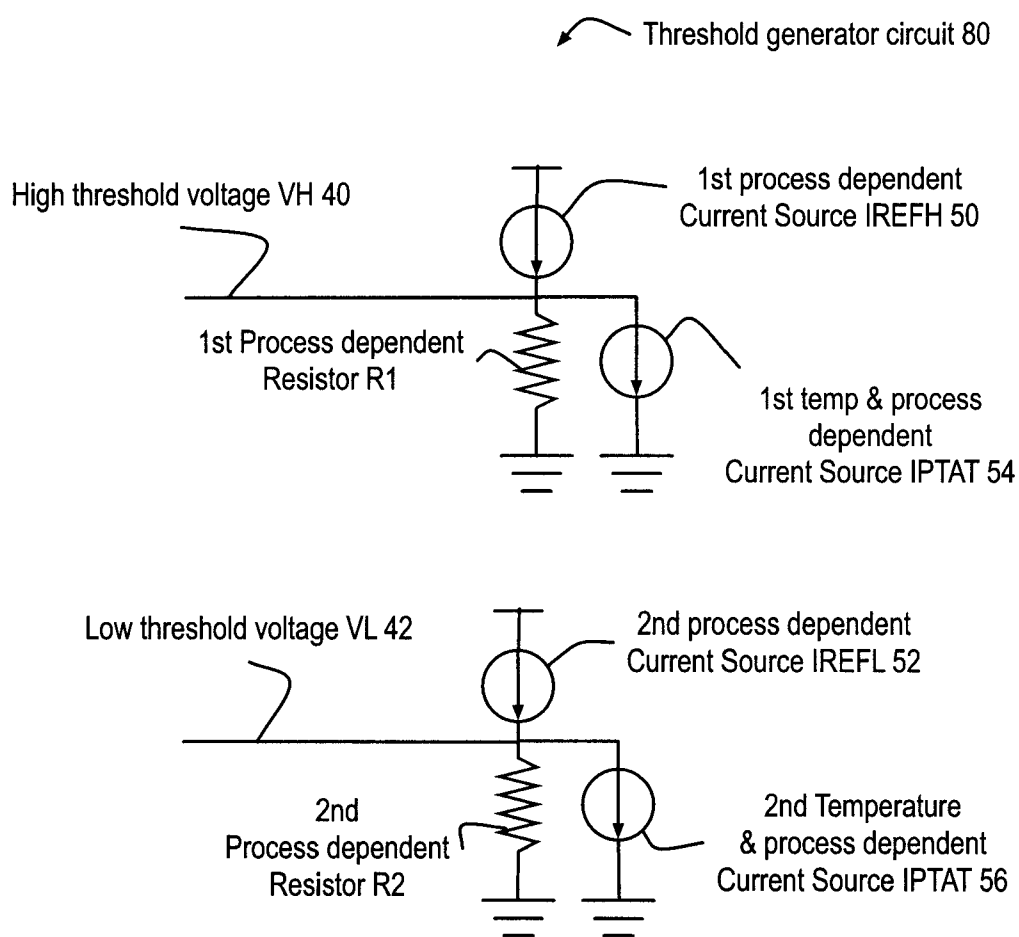 Threshold generator circuit 80
High threshold voltage VH 40
1st process dependent
Current Source IREFH 50
1st Process dependent
Resistor R1
1st temp & process
dependent
Current Source IPTAT 54
Low threshold voltage VL 42
2nd process dependent
Current Source IREFL 52
2nd
Process dependent
Resistor R2
2nd Temperature
& process dependent
Current Source IPTAT 56